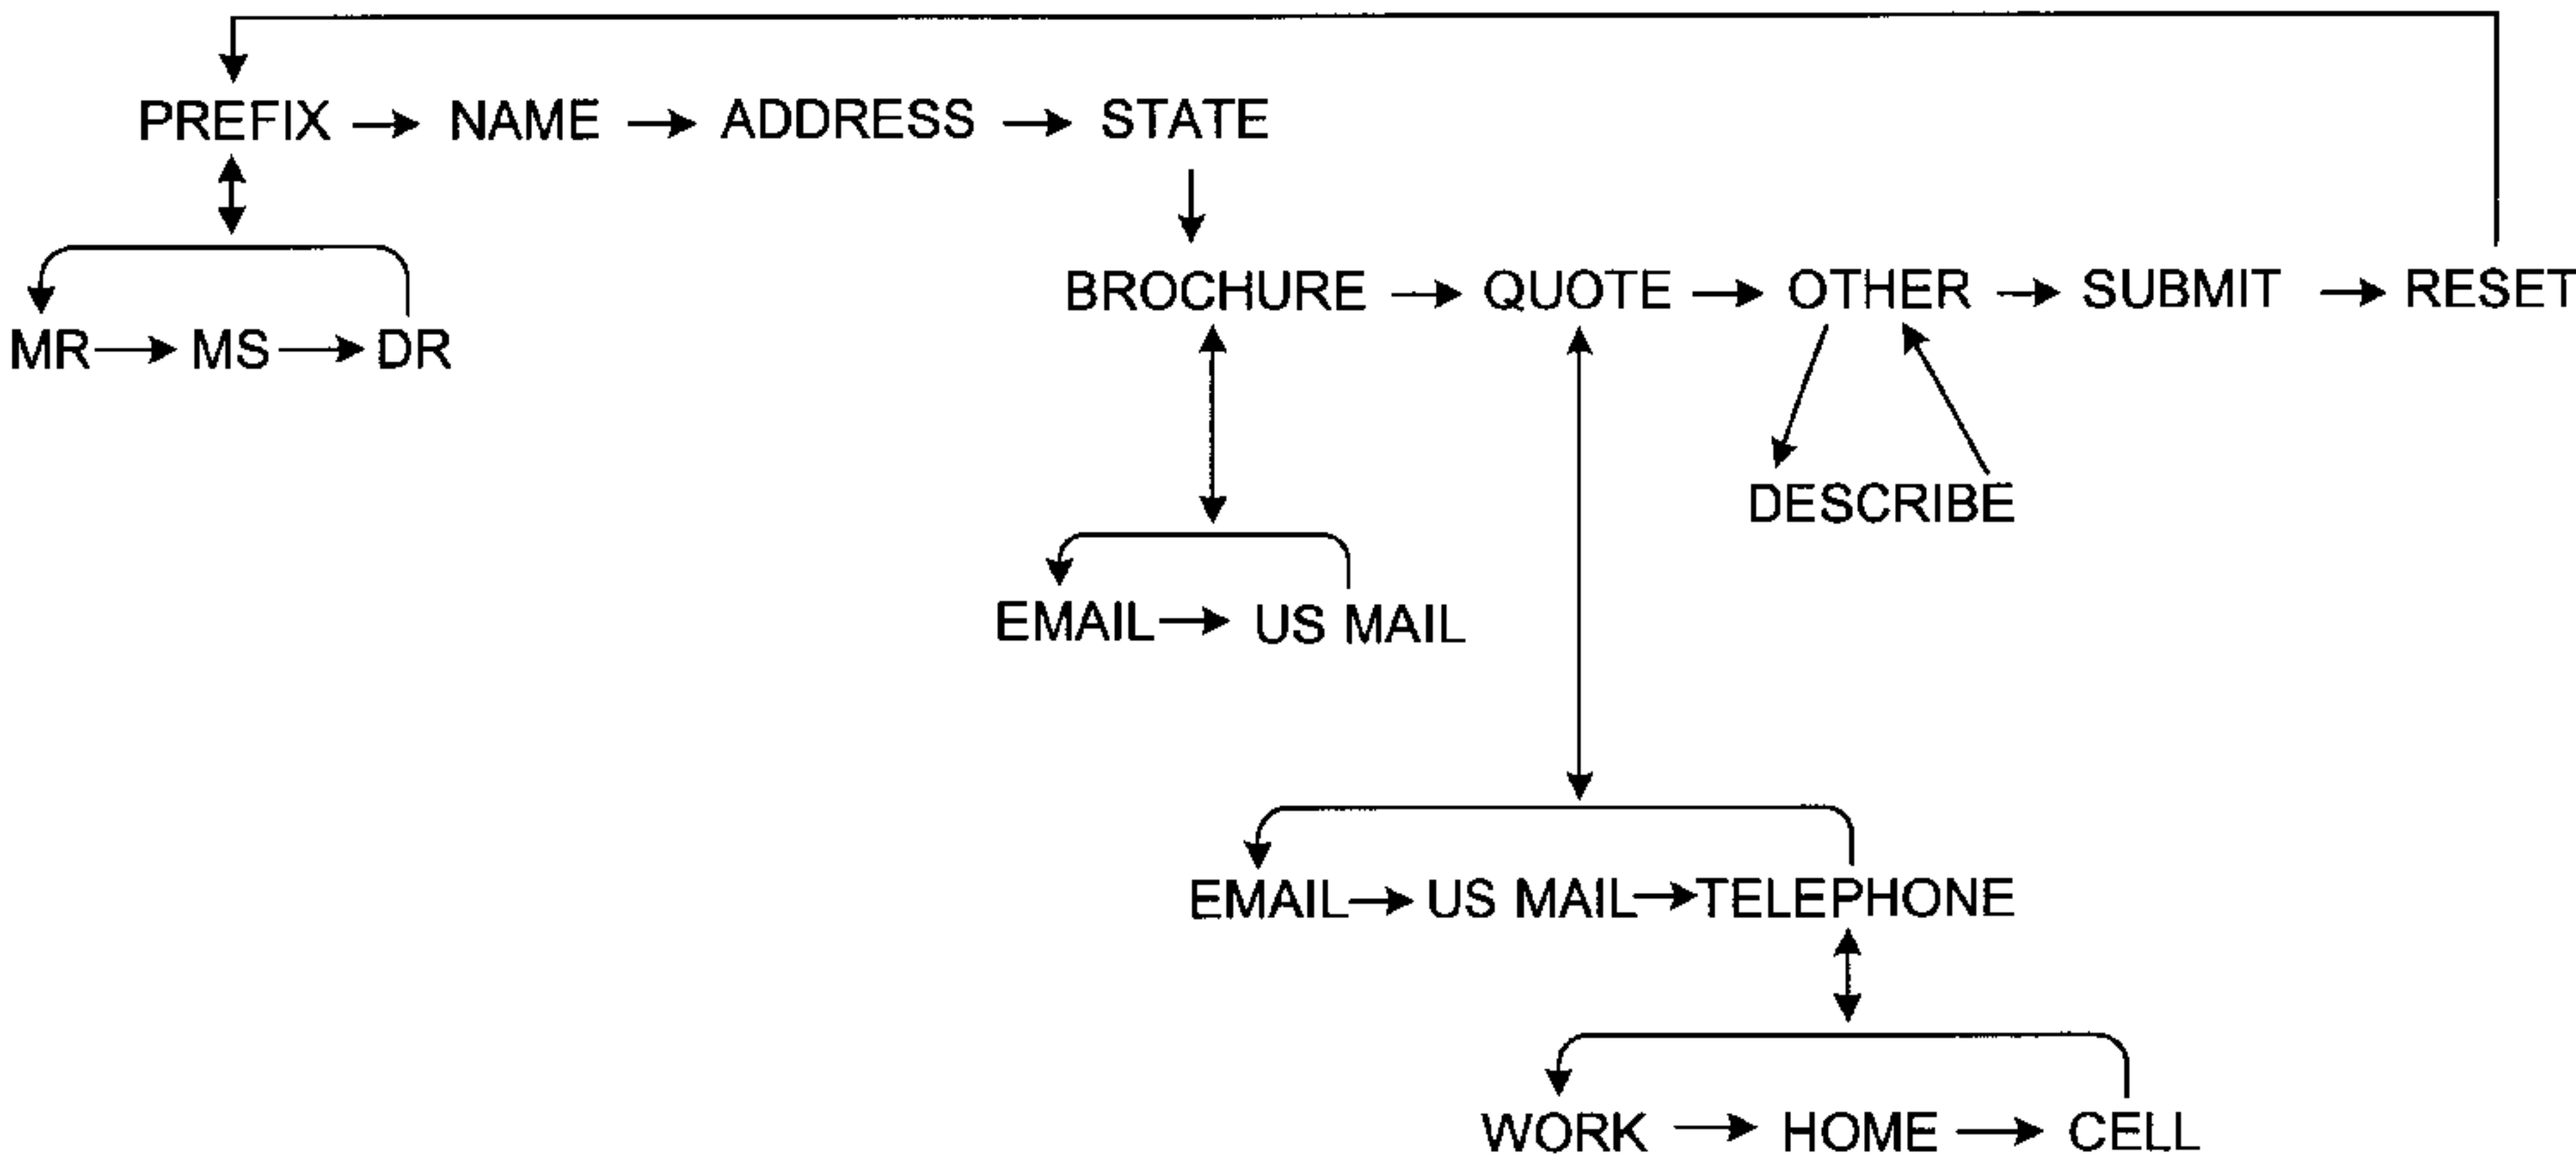 PREFIX NAME ADDRESS STATE
BROCHURE QUOTE OTHER SUBMIT RESET
MR MS DR
DESCRIBE
EMAIL US MAIL
EMAIL US MAIL TELEPHONE
WORK HOME CELL